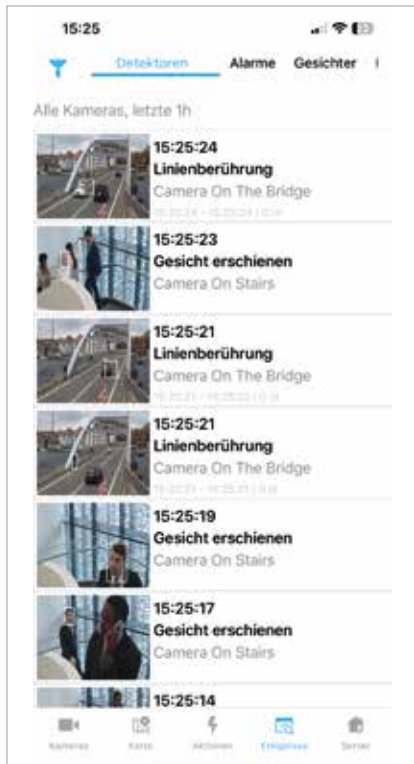 15:25
Detektoren Alarme Gesichter
Alle Kameras, letzte 1h
15:25:24
Linienberührung
Camera On The Bridge
15:25:23
Gesicht erschienen
Camera On Stairs
15:25:21
Linienberührung
Camera On The Bridge
15:25:21
Linienberührung
Camera On The Bridge
15:25:19
Gesicht erschienen
Camera On Stairs
15:25:17
Gesicht erschienen
Camera On Stairs
15:25:14
Kameras Karte Aktionen Ereignisse Server